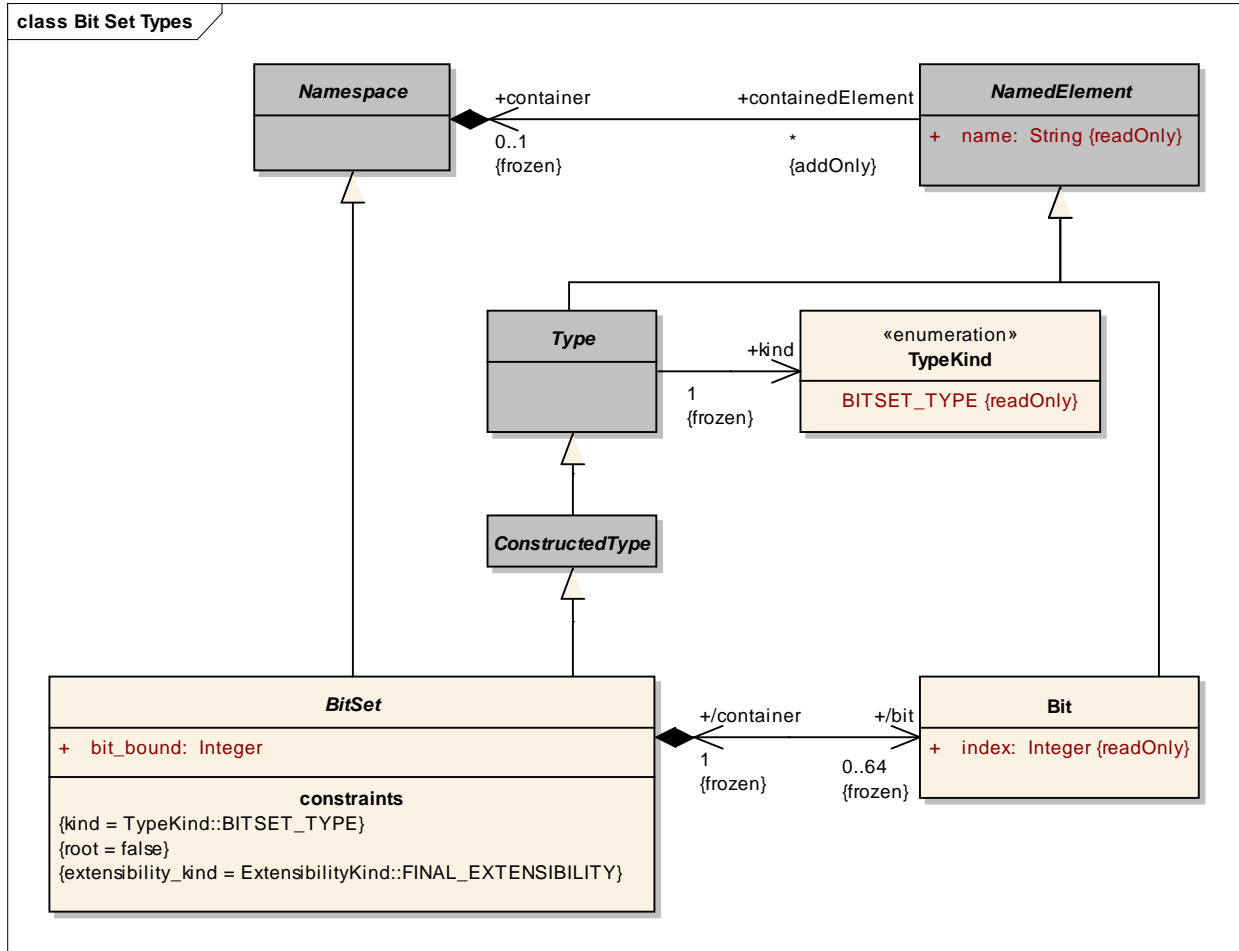 class Bit Set Types
Namespace
NamedElement
+ name: String {readOnly}
+container
0..1
{frozen}
+containedElement
*
{addOnly}
Type
+kind
1
{frozen}
«enumeration»
TypeKind
BITSET_TYPE {readOnly}
ConstructedType
BitSet
+ bit_bound: Integer
constraints
{kind = TypeKind::BITSET_TYPE}
{root = false}
{extensibility_kind = ExtensibilityKind::FINAL_EXTENSIBILITY}
+/container
1
{frozen}
+/bit
0..64
{frozen}
Bit
+ index: Integer {readOnly}